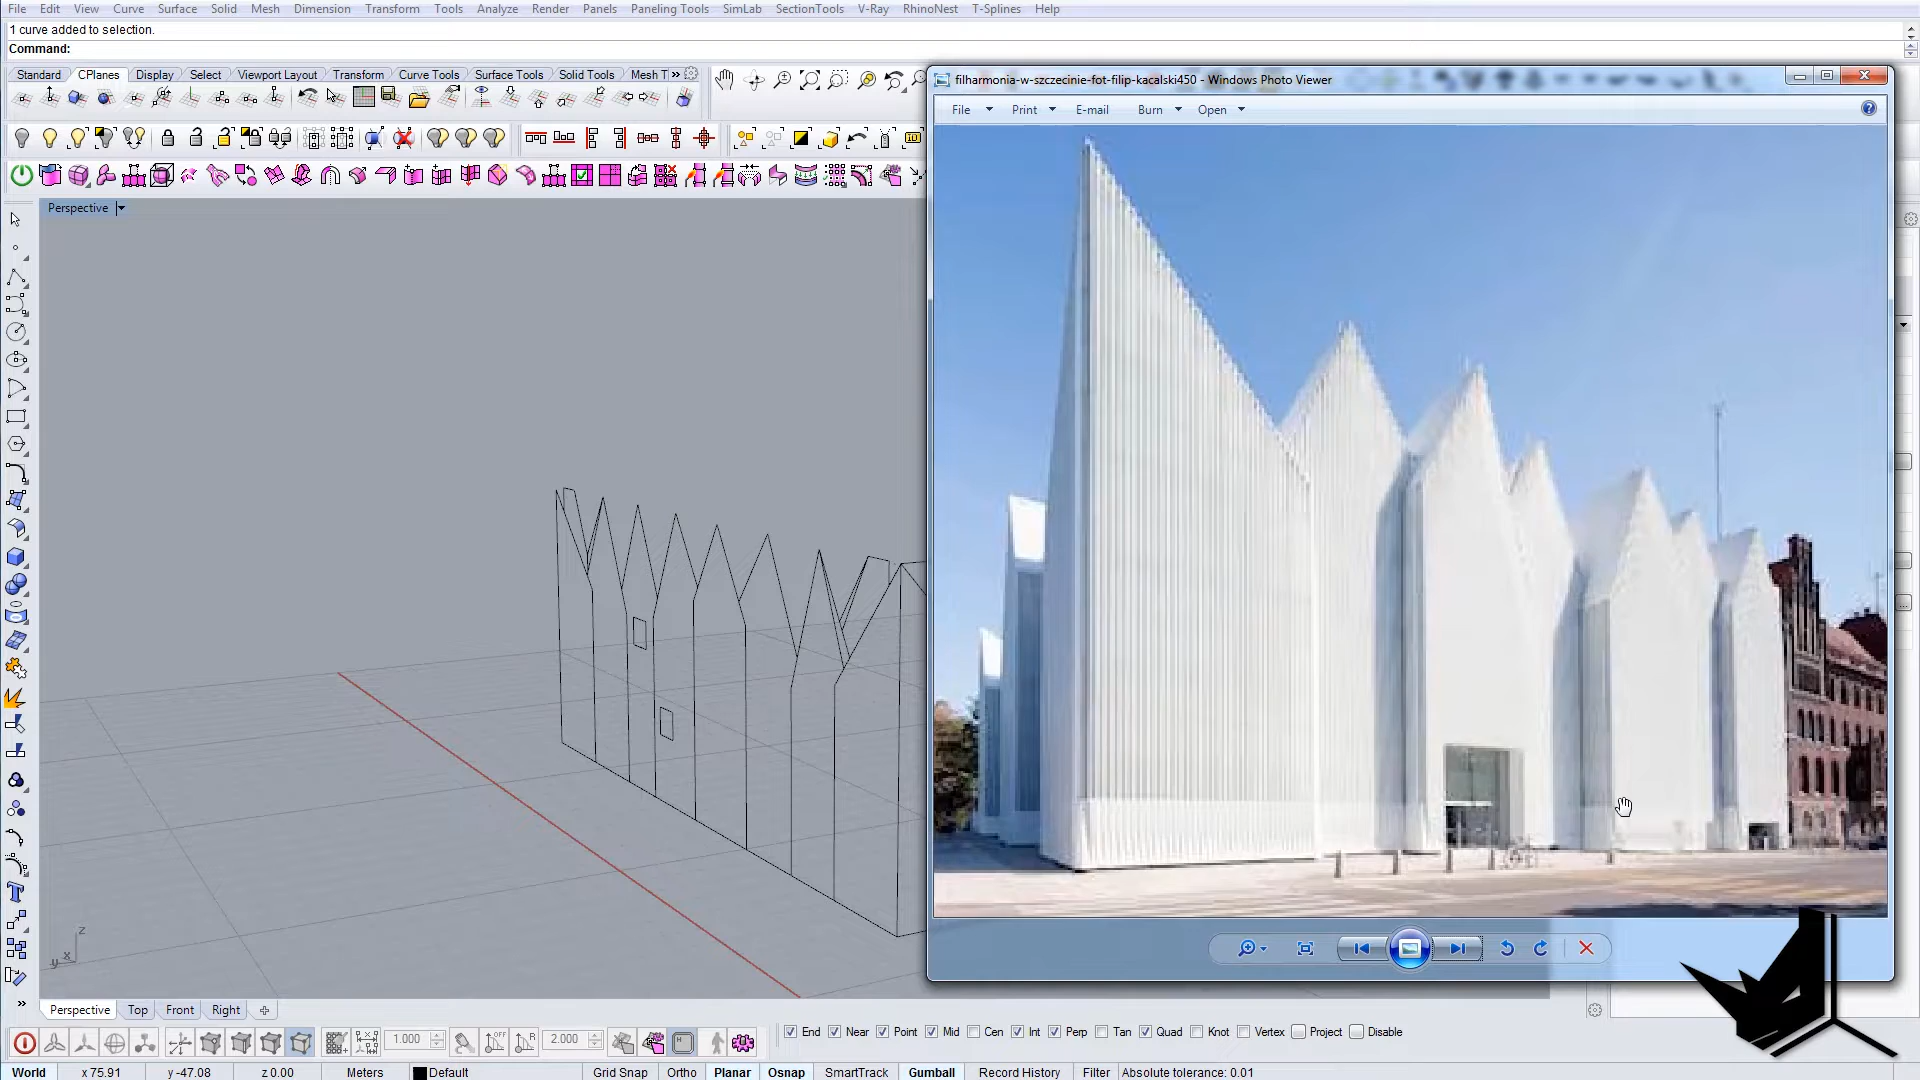 File Edit View Curve Surface Solid Mesh Dimension Transform Tools Analyze Render Panels Paneling Tools SimLab SectionTools V-Ray RhinoNest T-Splines Help
1 curve added to selection.
Command:
Standard CPlanes Display Select Viewport Layout Transform Curve Tools Surface Tools Solid Tools Mesh T »
filharmonia-w-szczecinie-fot-filip-kacalski450 - Windows Photo Viewer
File Print E-mail Burn Open
Perspective
z
y x
Perspective Top Front Right
1.000 2.000 End Near Point Mid Cen Int Perp Tan Quad Knot Vertex Project Disable
World x 75.91 y -47.08 z 0.00 Meters Default Grid Snap Ortho Planar Osnap SmartTrack Gumball Record History Filter Absolute tolerance: 0.01